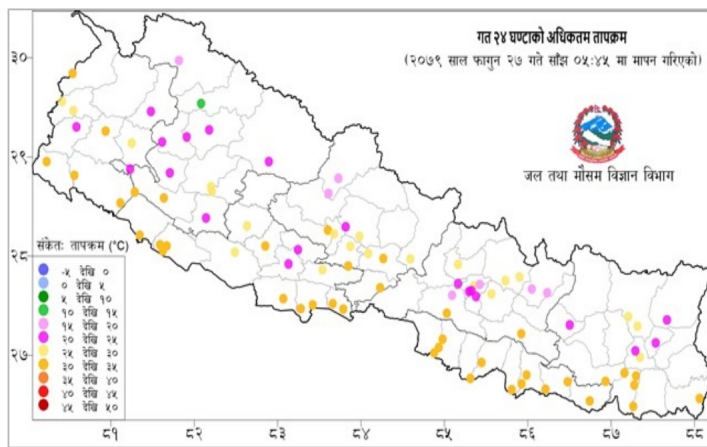 गत २४ घण्टाको अधिकतम तापक्रम
(२०७९ साल फागुन २७ गते साँझ ०५:४५ मा मापन गरिएको)
जल तथा मौसम विज्ञान विभाग
३०
२९
२८
२७
संकेत: तापक्रम (°C)
-५ देखि ०
० देखि ५
५ देखि १०
१० देखि १५
१५ देखि २०
२० देखि २५
२५ देखि ३०
३० देखि ३५
३५ देखि ४०
४० देखि ४५
४५ देखि ५०
८१ ८२ ८३ ८४ ८५ ८६ ८७ ८८